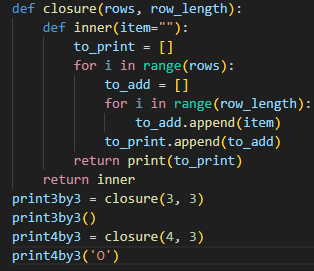 def closure(rows, row_length):
    def inner(item=""):
        to_print = []
        for i in range(rows):
            to_add = []
            for i in range(row_length):
                to_add.append(item)
            to_print.append(to_add)
        return print(to_print)
    return inner
print3by3 = closure(3, 3)
print3by3()
print4by3 = closure(4, 3)
print4by3('O')